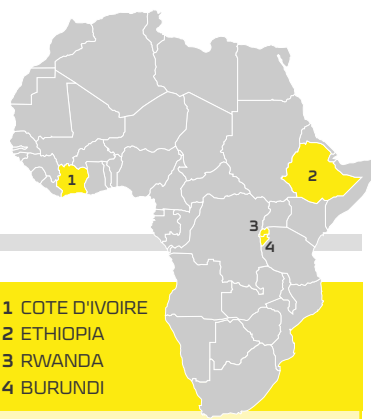 1
2
3
4
1 COTE D'IVOIRE
2 ETHIOPIA
3 RWANDA
4 BURUNDI